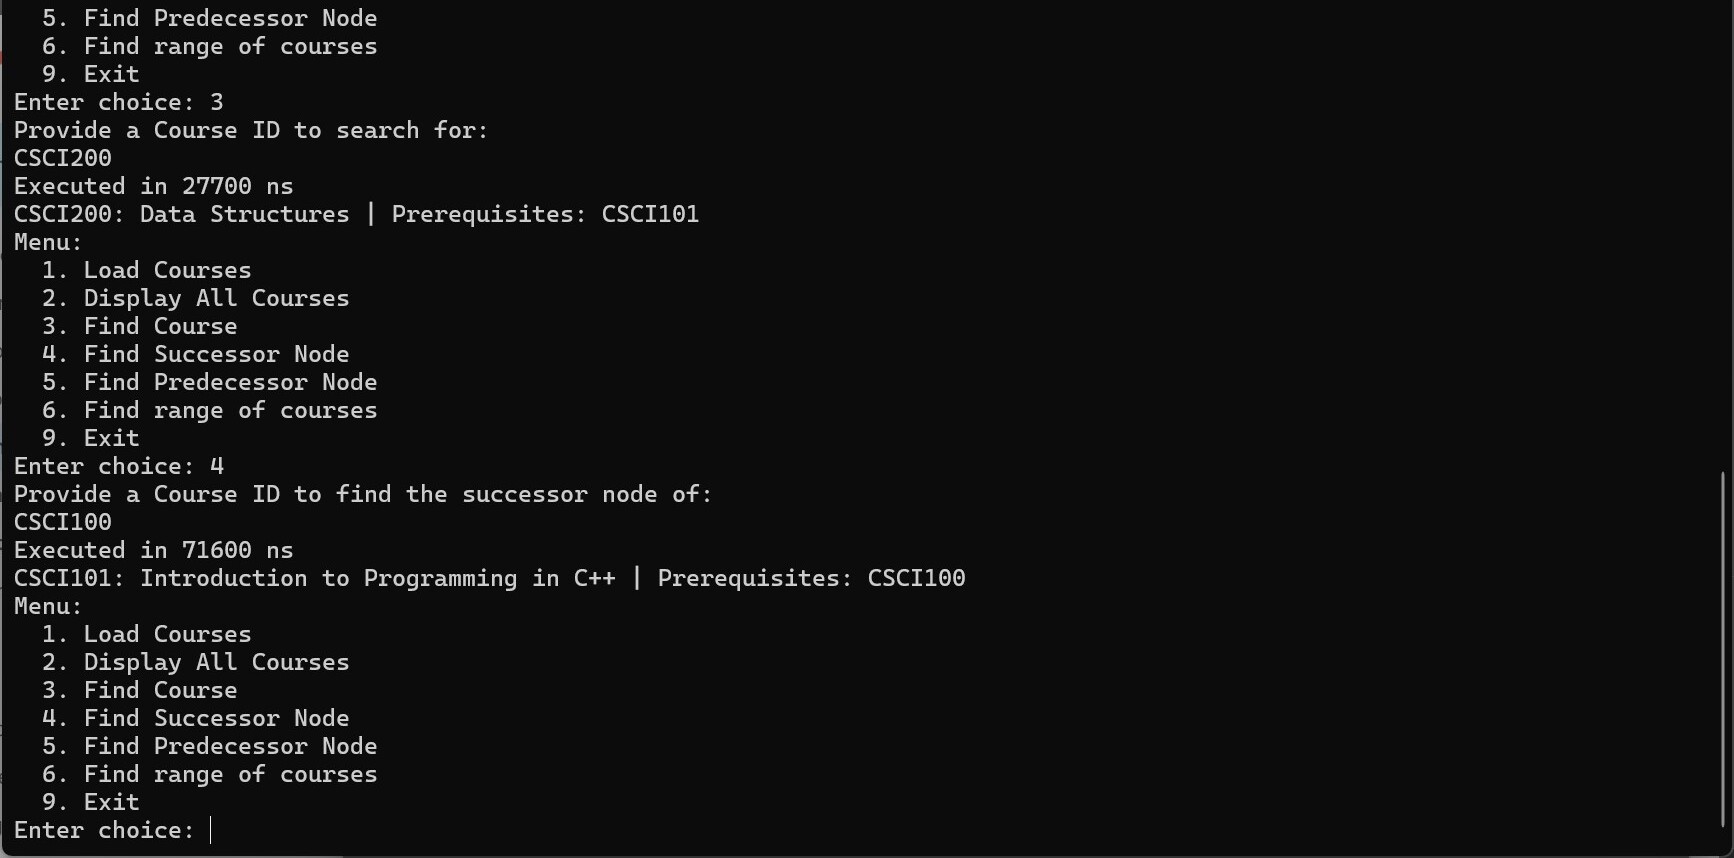 5. Find Predecessor Node
6. Find range of courses
9. Exit
Enter choice: 3
Provide a Course ID to search for:
CSCI200
Executed in 27700 ns
CSCI200: Data Structures | Prerequisites: CSCI101
Menu:
1. Load Courses
2. Display All Courses
3. Find Course
4. Find Successor Node
5. Find Predecessor Node
6. Find range of courses
9. Exit
Enter choice: 4
Provide a Course ID to find the successor node of:
CSCI100
Executed in 71600 ns
CSCI101: Introduction to Programming in C++ | Prerequisites: CSCI100
Menu:
1. Load Courses
2. Display All Courses
3. Find Course
4. Find Successor Node
5. Find Predecessor Node
6. Find range of courses
9. Exit
Enter choice: